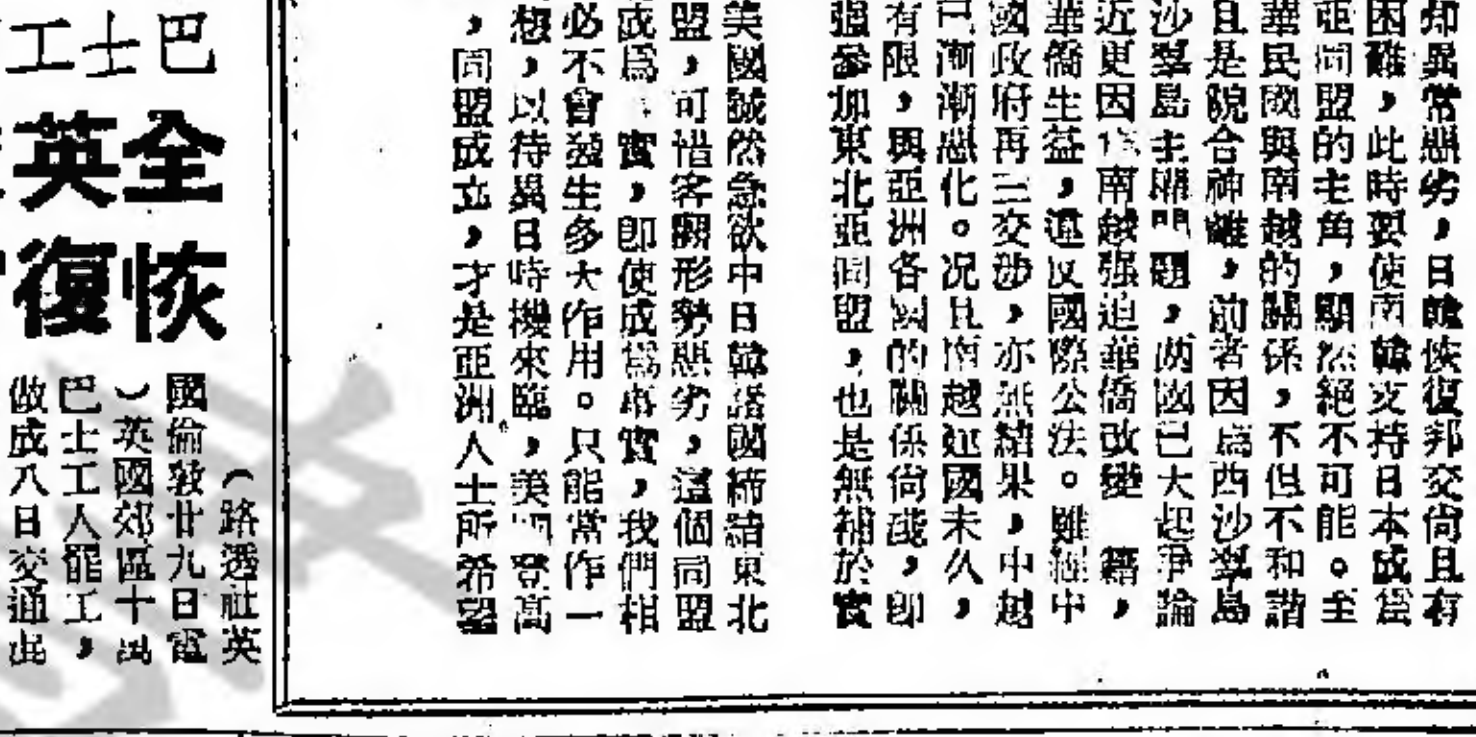 却異常惡劣，日韓恢復邦交尚且有
困難，此時要使南韓支持日本成爲
亞同盟的主角，顯然絕不可能。至
華民國與南越的關係，不但不和諧
且是貌合神離，前者因爲西沙羣島
沙羣島主權問題，兩國已大起爭論
近更因南越强迫華僑改變籍，
華僑生益，違反國際公法。雖經中
國政府再三交涉，亦無結果，中越
已漸漸惡化。况且南越建國未久，
有限，與亞洲各國的關係尚淺，即
强參加東北亞同盟，也是無補於實
美國誠然急欲中日韓諸國締結東北
盟，可惜客觀形勢惡劣，這個同盟
成爲實，即使成爲事實，我們相
必不會發生多大作用。只能當作一
想，以待異日時機來臨，美國登高
，同盟成立，才是亞洲人士所希望
巴士工
全英
恢復
（路透社英
國倫敦廿九日電
）英國郊區十萬
巴士工人罷工，
做成八日交通